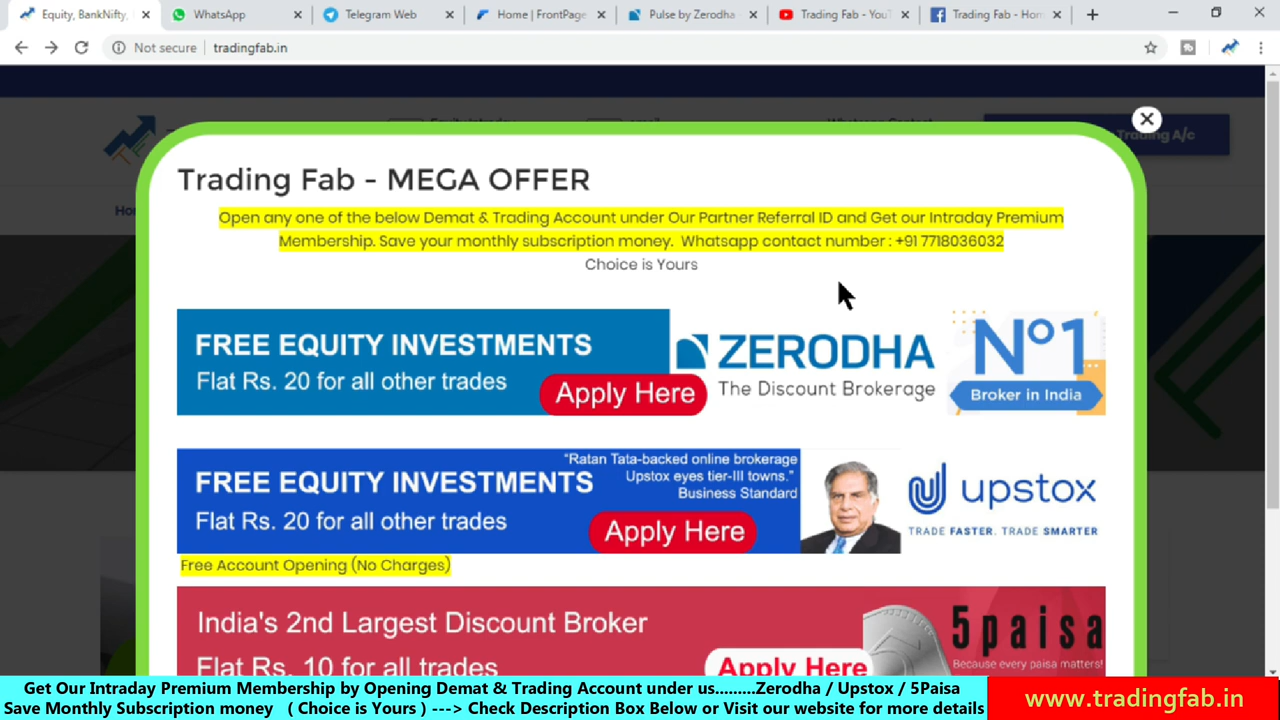 Equity, BankNifty,
WhatsApp
Telegram Web
Home | FrontPage
Pulse by Zerodha
Trading Fab - YouT
Trading Fab - Hom
Not secure | tradingfab.in
Trading A/c
Trading Fab - MEGA OFFER
Open any one of the below Demat & Trading Account under Our Partner Referral ID and Get our Intraday Premium
Membership. Save your monthly subscription money. Whatsapp contact number : +91 7718036032
Choice is Yours
FREE EQUITY INVESTMENTS
Flat Rs. 20 for all other trades
Apply Here
ZERODHA
The Discount Brokerage
Nº1
Broker in India
FREE EQUITY INVESTMENTS
Flat Rs. 20 for all other trades
"Ratan Tata-backed online brokerage
Upstox eyes tier-III towns."
Business Standard
Apply Here
upstox
TRADE FASTER. TRADE SMARTER
Free Account Opening (No Charges)
India's 2nd Largest Discount Broker
Flat Rs. 10 for all trades
Apply Here
5paisa
Because every paisa matters!
Get Our Intraday Premium Membership by Opening Demat & Trading Account under us.........Zerodha / Upstox / 5Paisa
Save Monthly Subscription money ( Choice is Yours ) ---> Check Description Box Below or Visit our website for more details
www.tradingfab.in